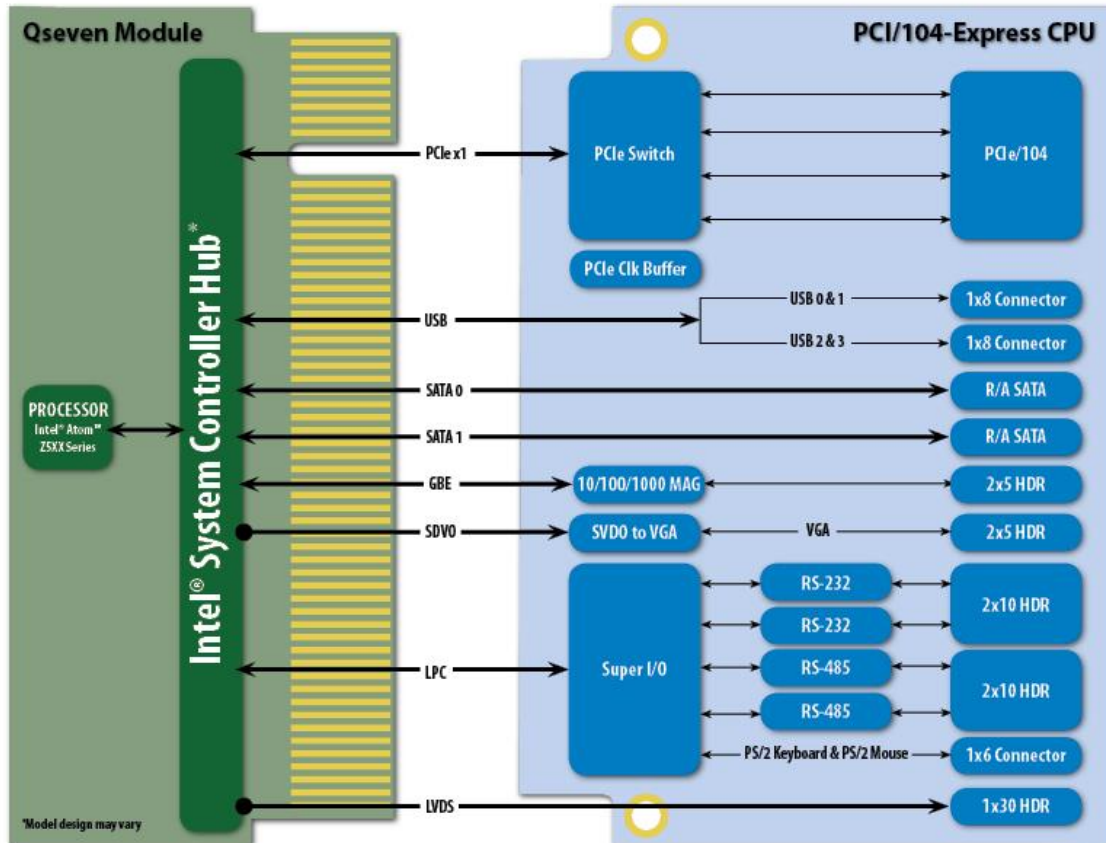 Qseven Module
PCI/104-Express CPU
PCIe x1
PCIe Switch
PCIe/104
PCIe Clk Buffer
USB
USB 0 & 1
1x8 Connector
USB 2 & 3
1x8 Connector
Intel® System Controller Hub*
PROCESSOR
Intel® Atom™
Z5XX Series
SATA 0
R/A SATA
SATA 1
R/A SATA
GBE
10/100/1000 MAG
2x5 HDR
SDVO
SVDO to VGA
VGA
2x5 HDR
LPC
Super I/O
RS-232
RS-232
2x10 HDR
RS-485
RS-485
2x10 HDR
PS/2 Keyboard & PS/2 Mouse
1x6 Connector
LVDS
1x30 HDR
*Model design may vary